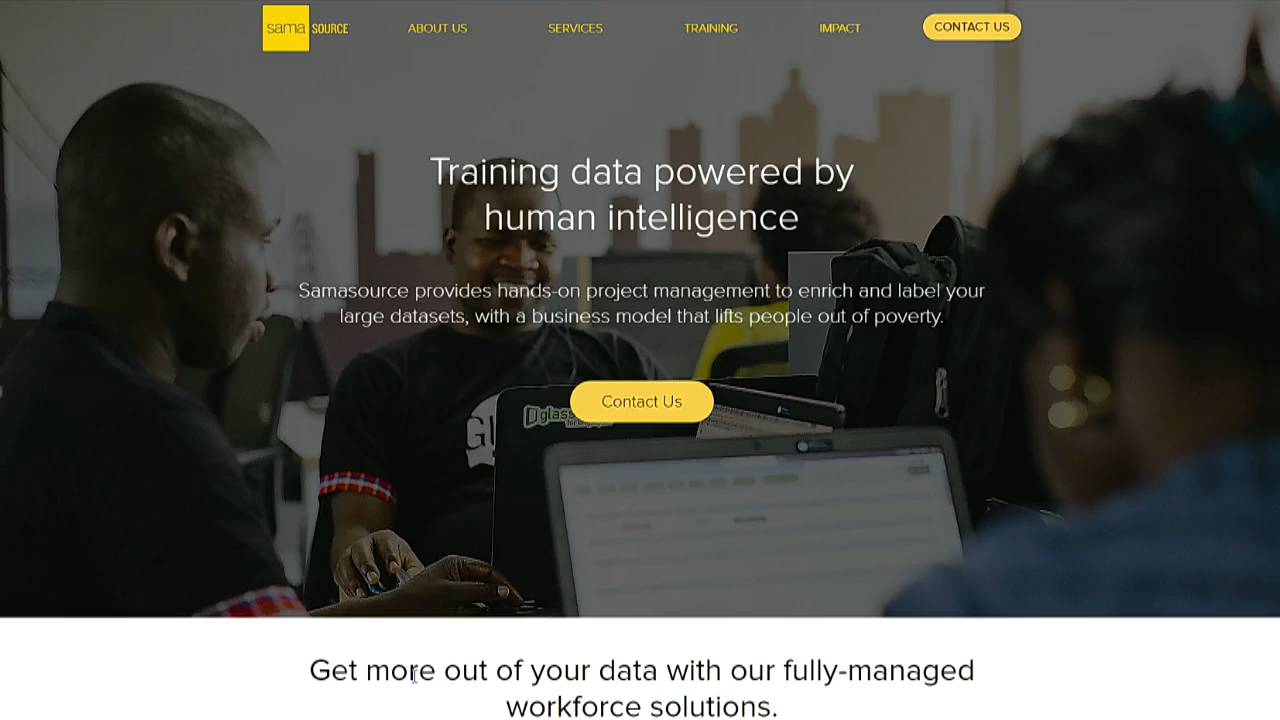 sama SOURCE
ABOUT US
SERVICES
TRAINING
IMPACT
CONTACT US
Training data powered by
human intelligence
Samasource provides hands-on project management to enrich and label your
large datasets, with a business model that lifts people out of poverty.
Contact Us
glass
Get more out of your data with our fully-managed
workforce solutions.